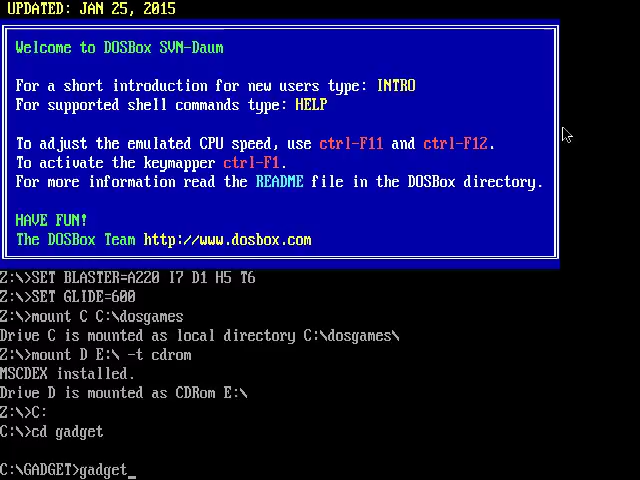 UPDATED: JAN 25, 2015
Welcome to DOSBox SVN-Daum
For a short introduction for new users type: INTRO
For supported shell commands type: HELP
To adjust the emulated CPU speed, use ctrl-F11 and ctrl-F12.
To activate the keymapper ctrl-F1.
For more information read the README file in the DOSBox directory.
HAVE FUN!
The DOSBox Team http://www.dosbox.com
Z:\>SET BLASTER=A220 I7 D1 H5 T6
Z:\>SET GLIDE=600
Z:\>mount C C:\dosgames
Drive C is mounted as local directory C:\dosgames\
Z:\>mount D E:\ -t cdrom
MSCDEX installed.
Drive D is mounted as CDRom E:\
Z:\>C:
C:\>cd gadget
C:\GADGET>gadget_